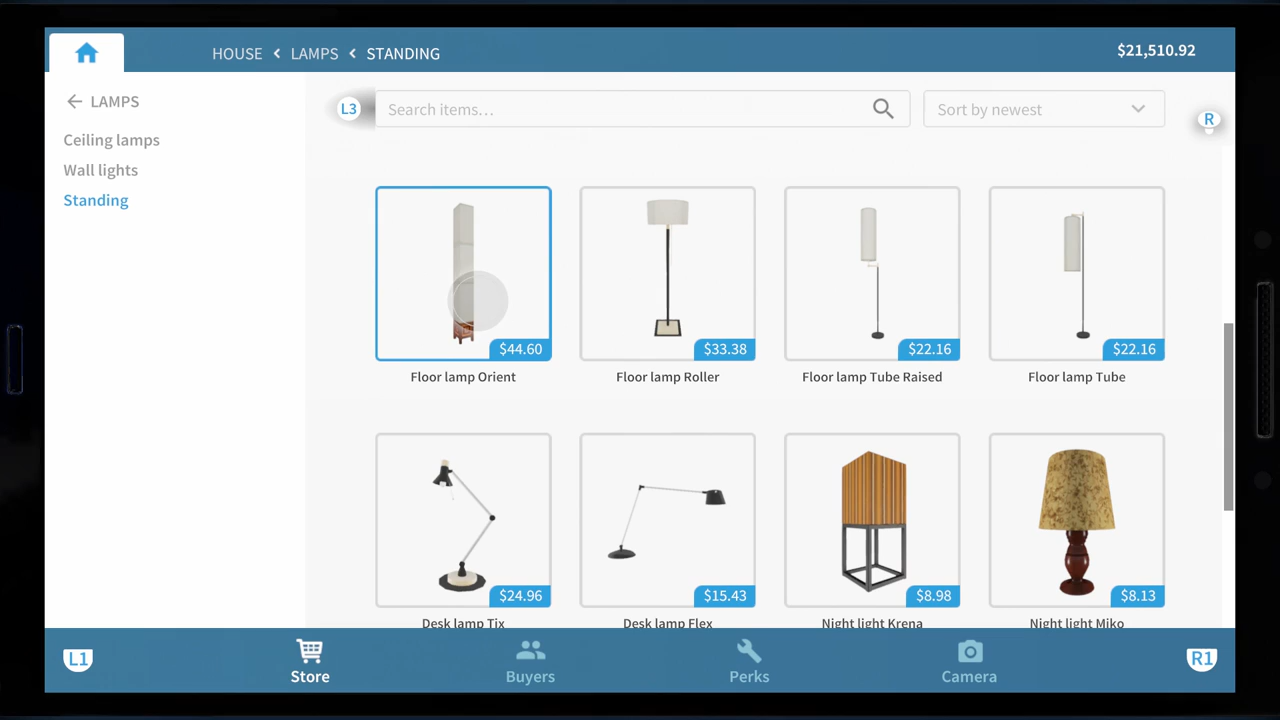 HOUSE < LAMPS < STANDING
$21,510.92
LAMPS
Ceiling lamps
Wall lights
Standing
L3
Search items...
Sort by newest
R
$44.60
$33.38
$22.16
$22.16
Floor lamp Orient
Floor lamp Roller
Floor lamp Tube Raised
Floor lamp Tube
$24.96
$15.43
$8.98
$8.13
Desk lamp Tix
Desk lamp Flex
Night light Krena
Night light Miko
L1
Store
Buyers
Perks
Camera
R1